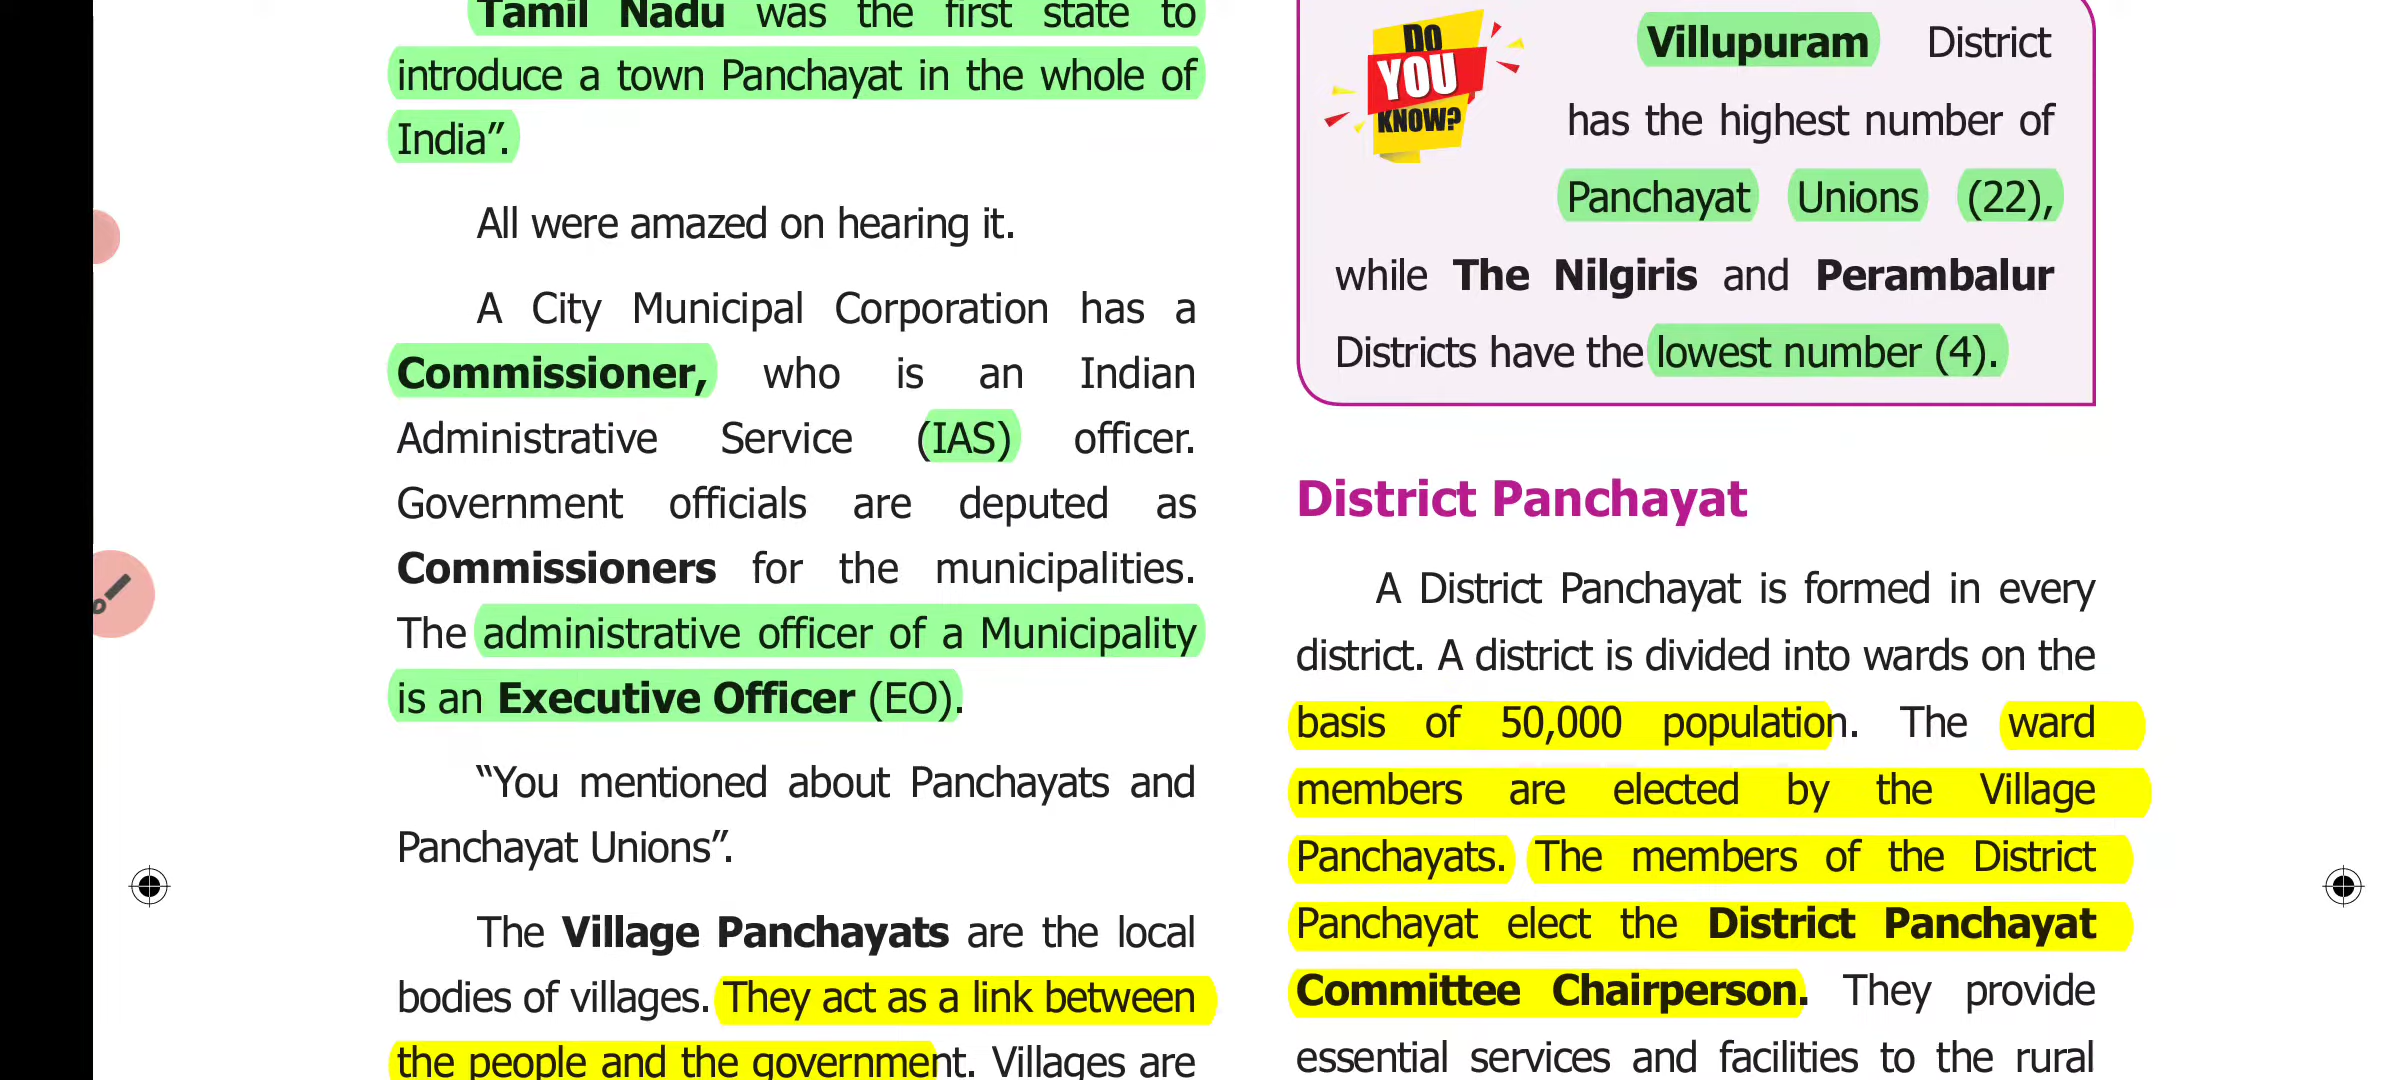 Tamil Nadu was the first state to
introduce a town Panchayat in the whole of
India”.
All were amazed on hearing it.
A City Municipal Corporation has a
Commissioner, who is an Indian
Administrative Service (IAS) officer.
Government officials are deputed as
Commissioners for the municipalities.
The administrative officer of a Municipality
is an Executive Officer (EO).
“You mentioned about Panchayats and
Panchayat Unions”.
The Village Panchayats are the local
bodies of villages. They act as a link between
the people and the government. Villages are
DO
YOU
KNOW?
Villupuram District
has the highest number of
Panchayat Unions (22),
while The Nilgiris and Perambalur
Districts have the lowest number (4).
District Panchayat
A District Panchayat is formed in every
district. A district is divided into wards on the
basis of 50,000 population. The ward
members are elected by the Village
Panchayats. The members of the District
Panchayat elect the District Panchayat
Committee Chairperson. They provide
essential services and facilities to the rural